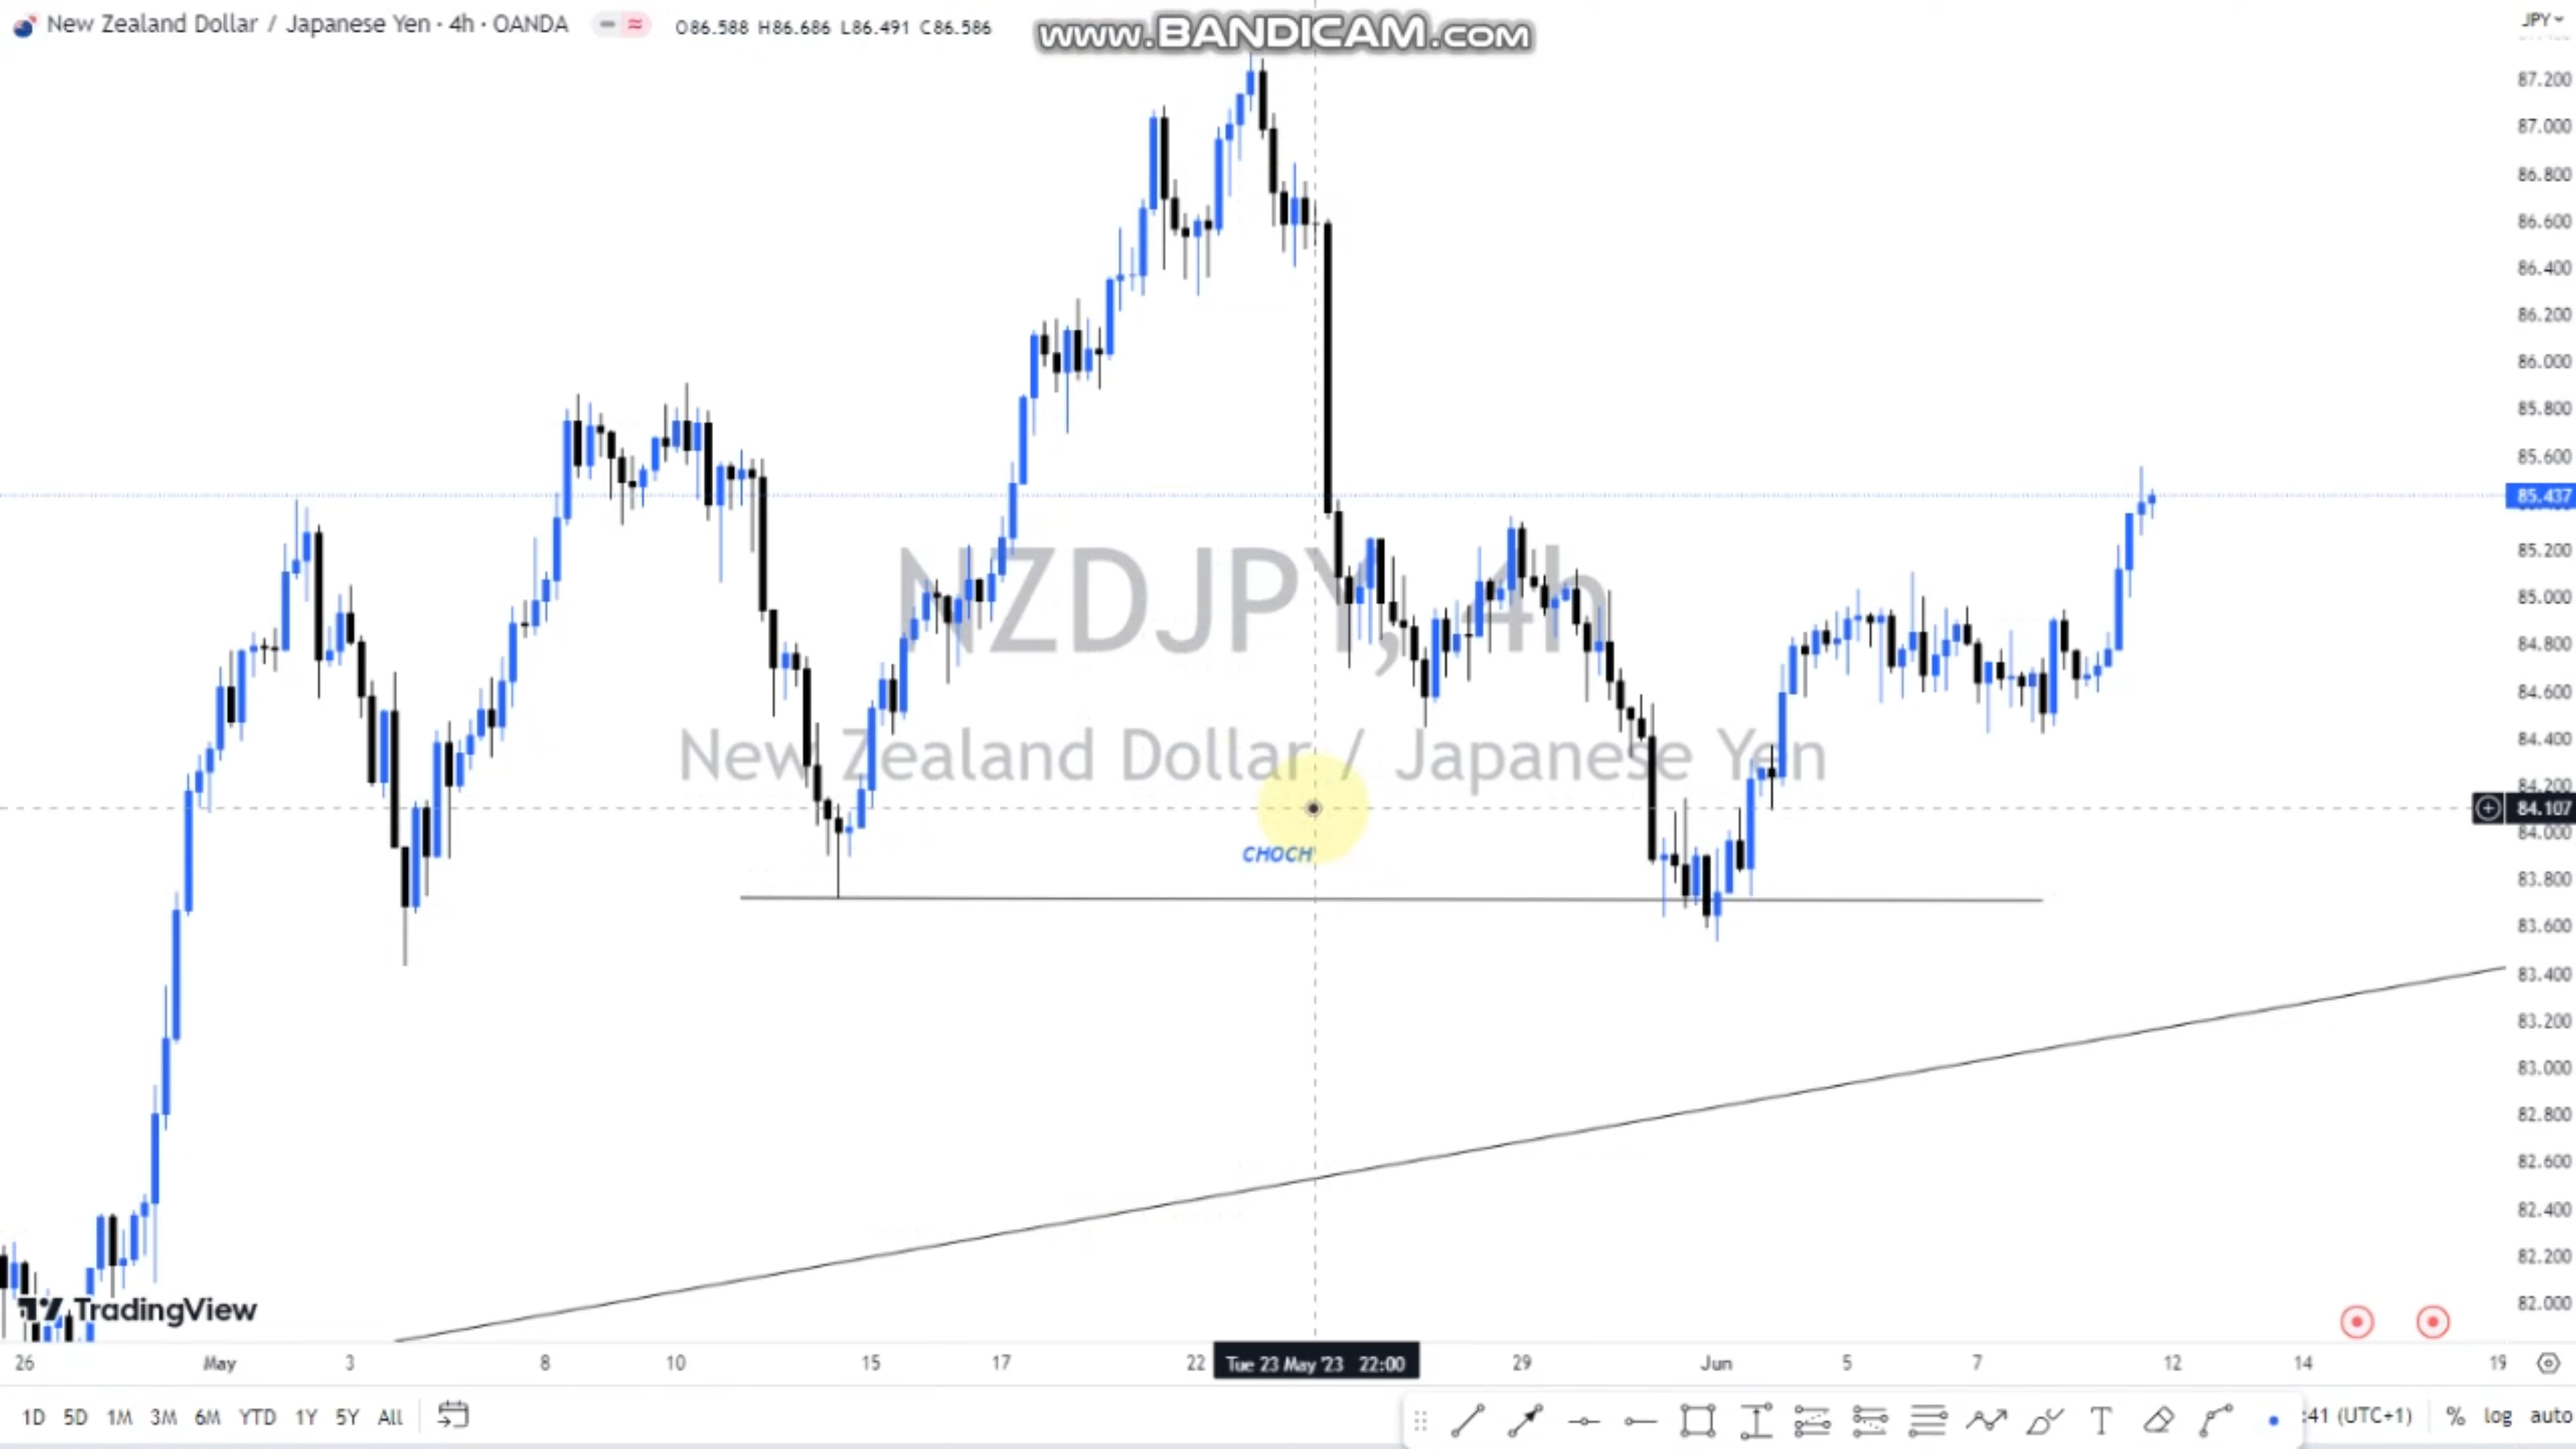 New Zealand Dollar / Japanese Yen · 4h · OANDA
O86.588 H86.686 L86.491 C86.586
www.BANDICAM.com
JPY
87.200
87.000
86.800
86.600
86.400
86.200
86.000
85.800
85.600
85.437
85.200
85.000
84.800
84.600
84.400
84.200
84.107
84.000
83.800
83.600
83.400
83.200
83.000
82.800
82.600
82.400
82.200
82.000
NZDJPY, 4h
New Zealand Dollar / Japanese Yen
CHOCH
TradingView
26 May 3 8 10 15 17 22 Tue 23 May '23 22:00 29 Jun 5 7 12 14 19
1D 5D 1M 3M 6M YTD 1Y 5Y All
:41 (UTC+1) % log auto